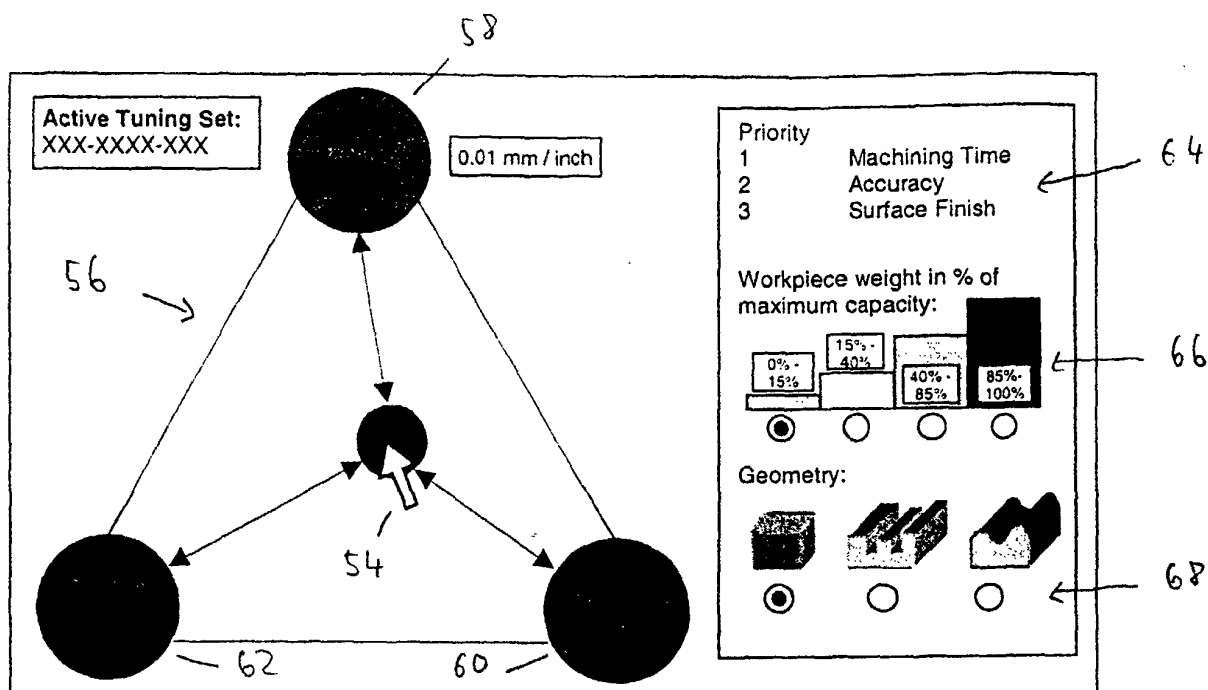 58
Active Tuning Set:
XXX-XXXX-XXX
0.01 mm / inch
56
54
62
60
Priority
1 Machining Time
2 Accuracy
3 Surface Finish
64
Workpiece weight in % of
maximum capacity:
0% -
15%
15% -
40%
40% -
85%
85%-
100%
66
Geometry:
68